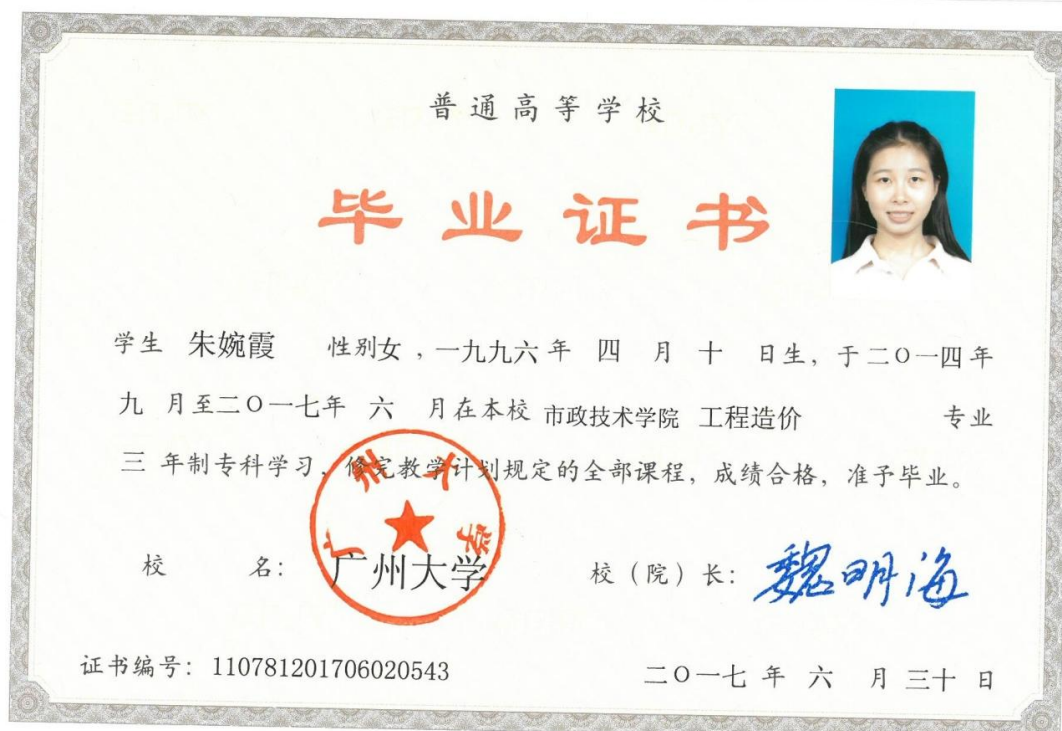 普通高等学校
毕业证书
学生 朱婉霞 性别女，一九九六年 四 月 十 日生，于二〇一四年
九 月至二〇一七年 六 月在本校 市政技术学院 工程造价 专业
三 年制专科学习，修完教学计划规定的全部课程，成绩合格，准予毕业。
广州大学
校 名：广州大学 校（院）长：魏明海
证书编号：110781201706020543 二〇一七 年 六 月 三十 日